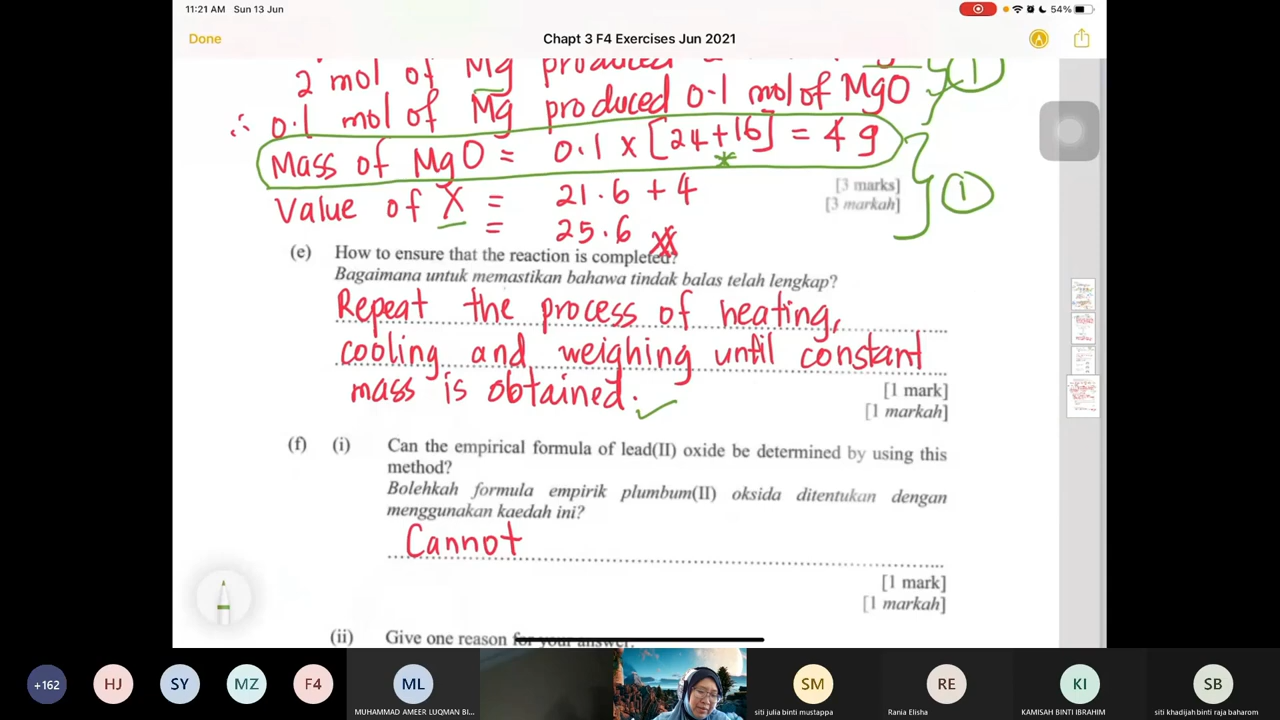 11:21 AM Sun 13 Jun
54%
Done
Chapt 3 F4 Exercises Jun 2021
2 mol of Mg produced
∴ 0.1 mol of Mg produced 0.1 mol of MgO
1
Mass of MgO = 0.1 x [24+16] = 4 g
[3 marks]
[3 markah]
1
Value of X = 21.6 + 4
= 25.6
(e) How to ensure that the reaction is completed?
Bagaimana untuk memastikan bahawa tindak balas telah lengkap?
Repeat the process of heating,
cooling and weighing until constant
mass is obtained.
[1 mark]
[1 markah]
(f) (i) Can the empirical formula of lead(II) oxide be determined by using this
method?
Bolehkah formula empirik plumbum(II) oksida ditentukan dengan
menggunakan kaedah ini?
Cannot
[1 mark]
[1 markah]
(ii) Give one reason for your answer.
+162
HJ
SY
MZ
F4
ML
SM
RE
KI
SB
MUHAMMAD AMEER LUQMAN BI...
siti julia binti mustappa
Rania Elisha
KAMISAH BINTI IBRAHIM
siti khadijah binti raja baharom